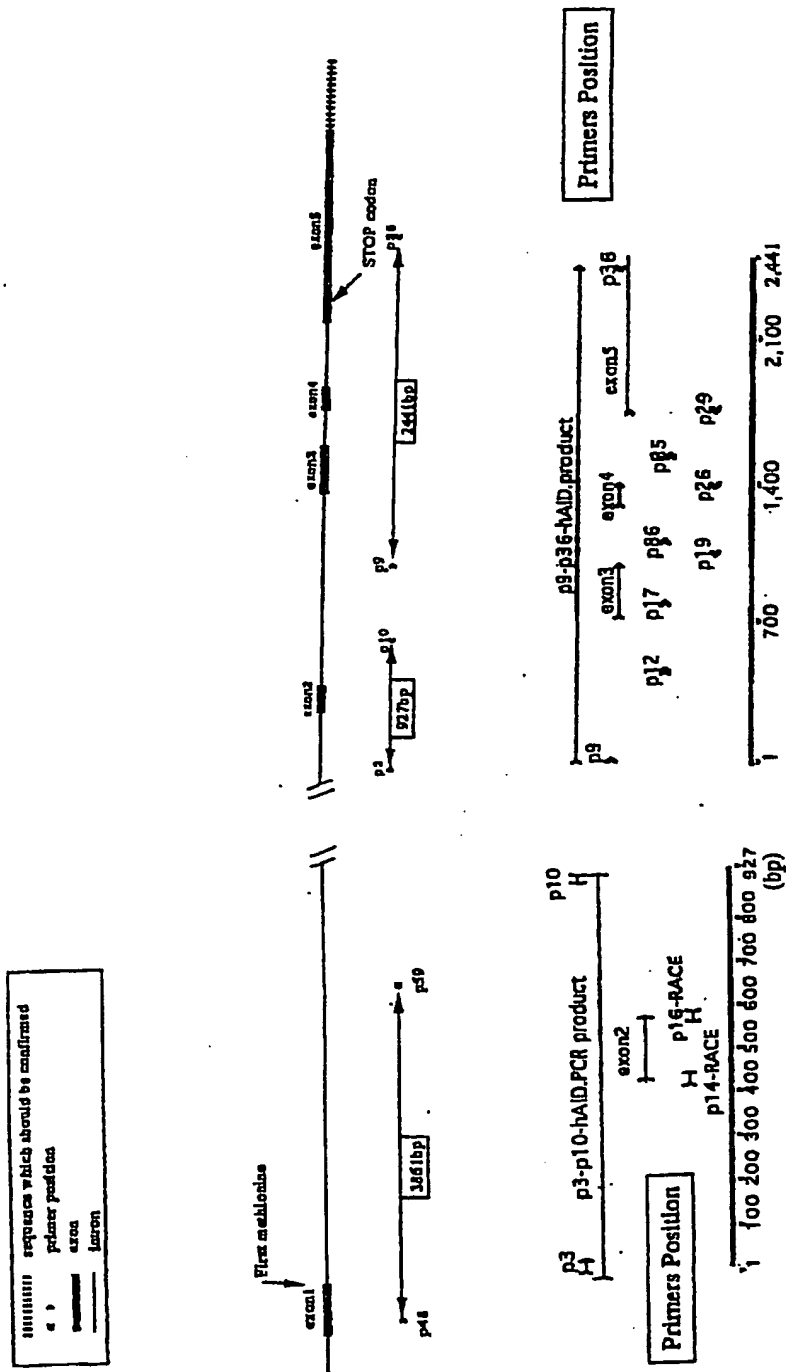 sequence which should be confirmed
primer position
exon
intron
First methionine
exon1
exon2
exon3
exon4
exon5
STOP codon
p48
3861bp
p59
p3
927bp
p10
p9
2441bp
p36
Primers Position
p3
p3-p10-hAID.PCR product
p10
exon2
p14-RACE
p16-RACE
1 100 200 300 400 500 600 700 800 927
(bp)
p9-p36-hAID.product
p9
exon3
exon4
exon5
p36
p12
p17
p86
p85
p19
p26
p29
1 700 1,400 2,100 2,441
Primers Position